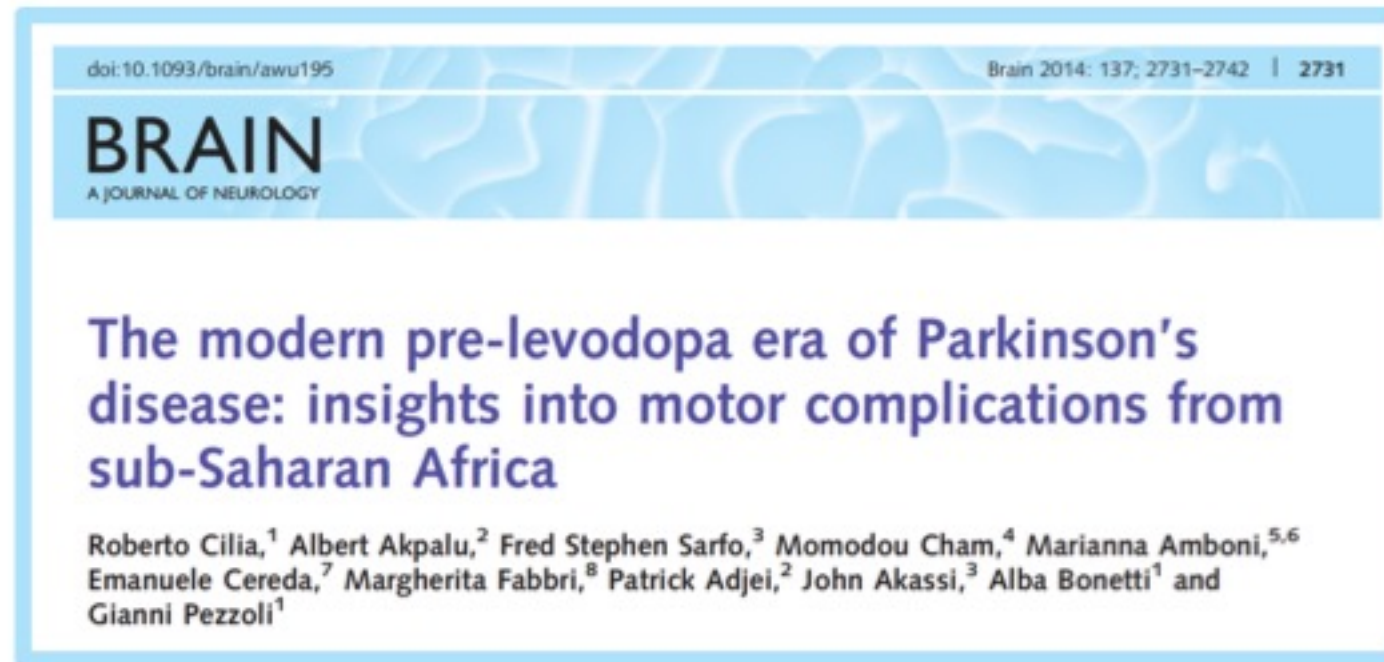 doi:10.1093/brain/awu195
Brain 2014: 137; 2731–2742 | 2731
BRAIN
A JOURNAL OF NEUROLOGY
The modern pre-levodopa era of Parkinson's
disease: insights into motor complications from
sub-Saharan Africa
Roberto Cilia,1 Albert Akpalu,2 Fred Stephen Sarfo,3 Momodou Cham,4 Marianna Amboni,5,6
Emanuele Cereda,7 Margherita Fabbri,8 Patrick Adjei,2 John Akassi,3 Alba Bonetti1 and
Gianni Pezzoli1